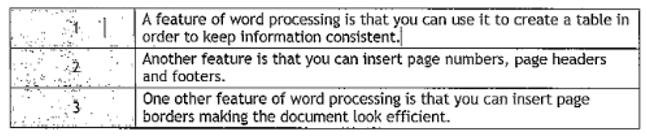 1 A feature of word processing is that you can use it to create a table in
order to keep information consistent.
2 Another feature is that you can insert page numbers, page headers
and footers.
3 One other feature of word processing is that you can insert page
borders making the document look efficient.